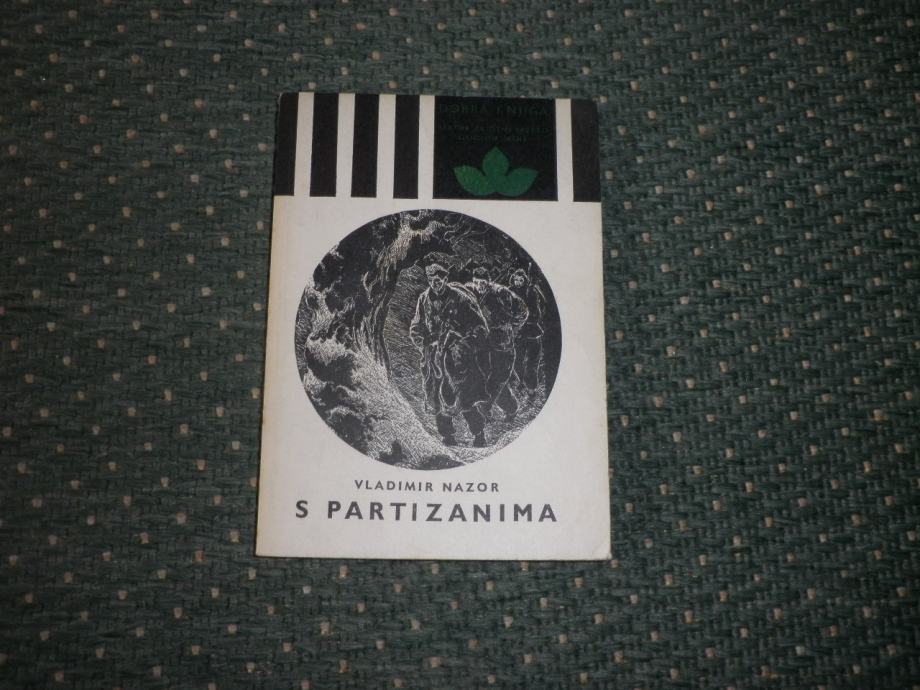 DOBRA KNJIGA
VLADIMIR NAZOR
S PARTIZANIMA